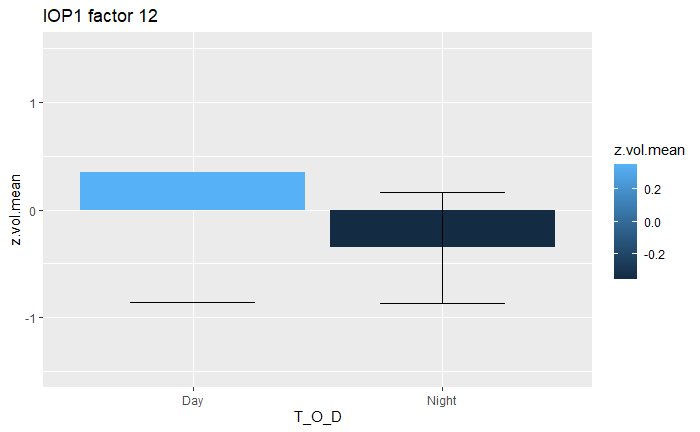 IOP1 factor 12
z.vol.mean
1
0
-1
Day
Night
T_O_D
z.vol.mean
0.2
0.0
-0.2